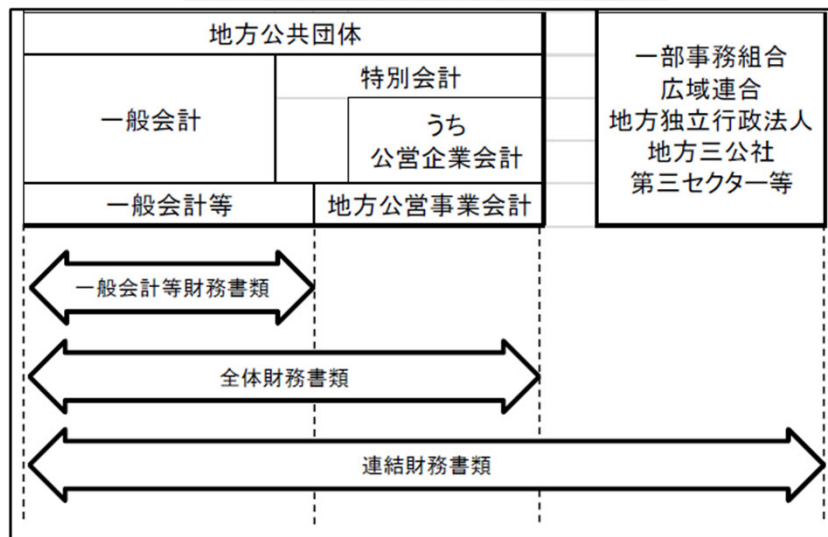 地方公共団体
一般会計
特別会計
うち
公営企業会計
一般会計等
地方公営事業会計
一部事務組合
広域連合
地方独立行政法人
地方三公社
第三セクター等
一般会計等財務書類
全体財務書類
連結財務書類